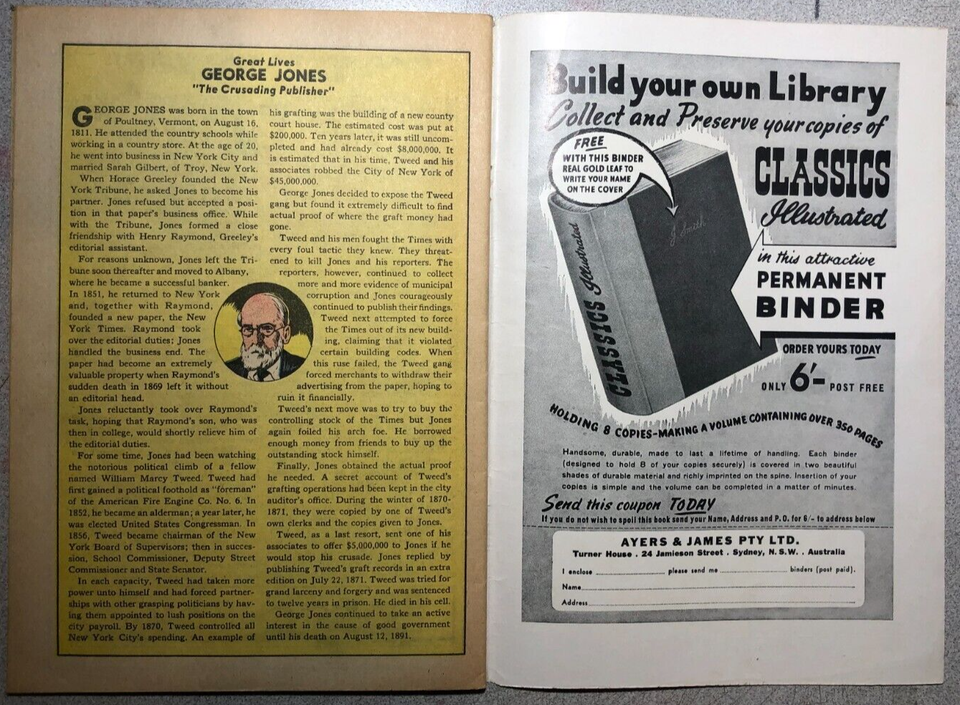 Great Lives
GEORGE JONES
"The Crusading Publisher"
GEORGE JONES was born in the town
of Poultney, Vermont, on August 16,
1811. He attended the country schools while
working in a country store. At the age of 20,
he went into business in New York City and
married Sarah Gilbert, of Troy, New York.
When Horace Greeley founded the New
York Tribune, he asked Jones to become his
partner. Jones refused but accepted a posi-
tion in that paper's business office. While
with the Tribune, Jones formed a close
friendship with Henry Raymond, Greeley's
editorial assistant.
For reasons unknown, Jones left the Tri-
bune soon thereafter and moved to Albany,
where he became a successful banker.
In 1851, he returned to New York
and, together with Raymond,
founded a new paper, the New
York Times. Raymond took
over the editorial duties; Jones
handled the business end. The
paper had become an extremely
valuable property when Raymond's
sudden death in 1869 left it without
an editorial head.
Jones reluctantly took over Raymond's
task, hoping that Raymond's son, who was
then in college, would shortly relieve him of
the editorial duties.
For some time, Jones had been watching
the notorious political climb of a fellow
named William Marcy Tweed. Tweed had
first gained a political foothold as "foreman"
of the American Fire Engine Co. No. 6. In
1852, he became an alderman; a year later, he
was elected United States Congressman. In
1856, Tweed became chairman of the New
York Board of Supervisors; then in succes-
sion, School Commissioner, Deputy Street
Commissioner and State Senator.
In each capacity, Tweed had taken more
power unto himself and had forced partner-
ships with other grasping politicians by hav-
ing them appointed to lush positions on the
city payroll. By 1870, Tweed controlled all
New York City's spending. An example of
his grafting was the building of a new county
court house. The estimated cost was put at
$200,000. Ten years later, it was still uncom-
pleted and had already cost $8,000,000. It
is estimated that in his time, Tweed and his
associates robbed the City of New York of
$45,000,000.
George Jones decided to expose the Tweed
gang but found it extremely difficult to find
actual proof of where the graft money had
gone.
Tweed and his men fought the Times with
every foul tactic they knew. They threat-
ened to kill Jones and his reporters. The
reporters, however, continued to collect
more and more evidence of municipal
corruption and Jones courageously
continued to publish their findings.
Tweed next attempted to force
the Times out of its new build-
ing, claiming that it violated
certain building codes. When
this ruse failed, the Tweed gang
forced merchants to withdraw their
advertising from the paper, hoping to
ruin it financially.
Tweed's next move was to try to buy the
controlling stock of the Times but Jones
again foiled his arch foe. He borrowed
enough money from friends to buy up the
outstanding stock himself.
Finally, Jones obtained the actual proof
he needed. A secret account of Tweed's
grafting operations had been kept in the city
auditor's office. During the winter of 1870-
1871, they were copied by one of Tweed's
own clerks and the copies given to Jones.
Tweed, as a last resort, sent one of his
associates to offer $5,000,000 to Jones if he
would stop his crusade. Jones replied by
publishing Tweed's graft records in an extra
edition on July 22, 1871. Tweed was tried for
grand larceny and forgery and was sentenced
to twelve years in prison. He died in his cell.
George Jones continued to take an active
interest in the cause of good government
until his death on August 12, 1891.
Build your own Library
Collect and Preserve your copies of
CLASSICS
Illustrated
FREE
WITH THIS BINDER
REAL GOLD LEAF TO
WRITE YOUR NAME
ON THE COVER
J. Smith
CLASSICS Illustrated
in this attractive
PERMANENT
BINDER
ORDER YOURS TODAY
ONLY 6/- POST FREE
HOLDING 8 COPIES-MAKING A VOLUME CONTAINING OVER 350 PAGES
Handsome, durable, made to last a lifetime of handling. Each binder
(designed to hold 8 of your copies securely) is covered in two beautiful
shades of durable material and richly imprinted on the spine. Insertion of your
copies is simple and the volume can be completed in a matter of minutes.
Send this coupon TODAY
If you do not wish to spoil this book send your Name, Address and P.O. for 6/- to address below
AYERS & JAMES PTY LTD.
Turner House . 24 Jamieson Street . Sydney, N.S.W. . Australia
I enclose please send me binders (post paid).
Name
Address